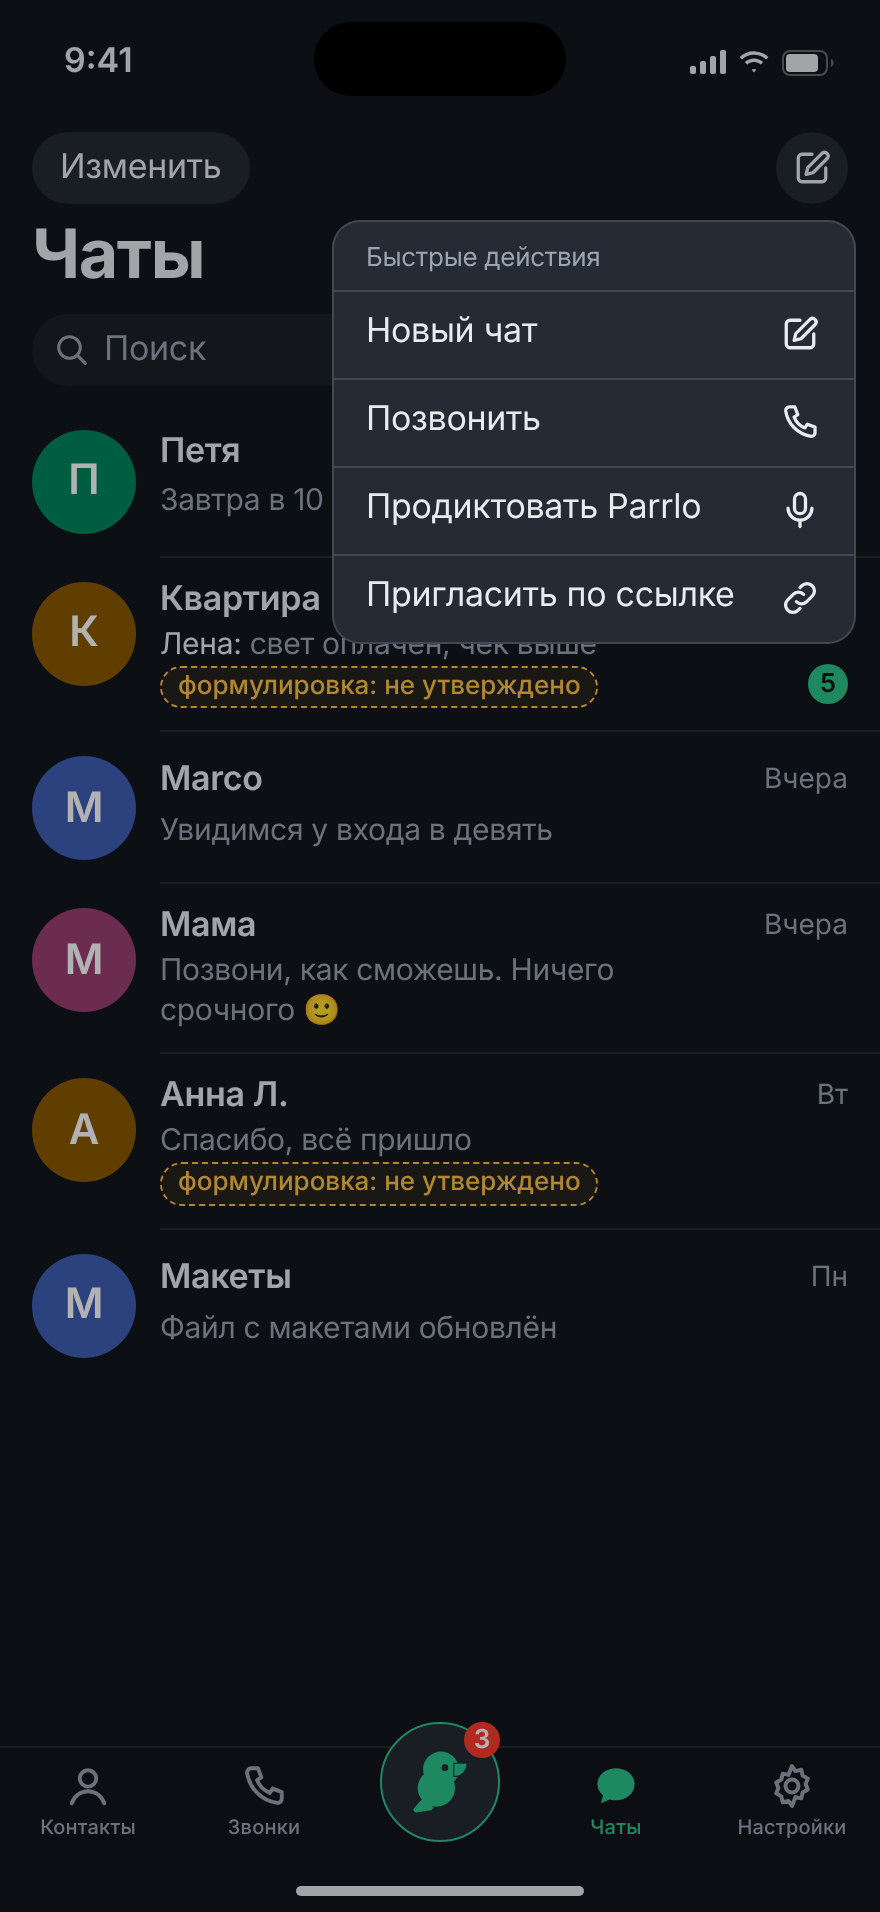 9:41
Изменить
Чаты
Быстрые действия
Новый чат
Позвонить
Продиктовать Parrlo
Пригласить по ссылке
Поиск
П
Петя
Завтра в 10
К
Квартира
Лена: свет оплачен, чек выше
формулировка: не утверждено
5
M
Marco
Вчера
Увидимся у входа в девять
М
Мама
Вчера
Позвони, как сможешь. Ничего
срочного 🙂
А
Анна Л.
Вт
Спасибо, всё пришло
формулировка: не утверждено
М
Макеты
Пн
Файл с макетами обновлён
3
Контакты
Звонки
Чаты
Настройки